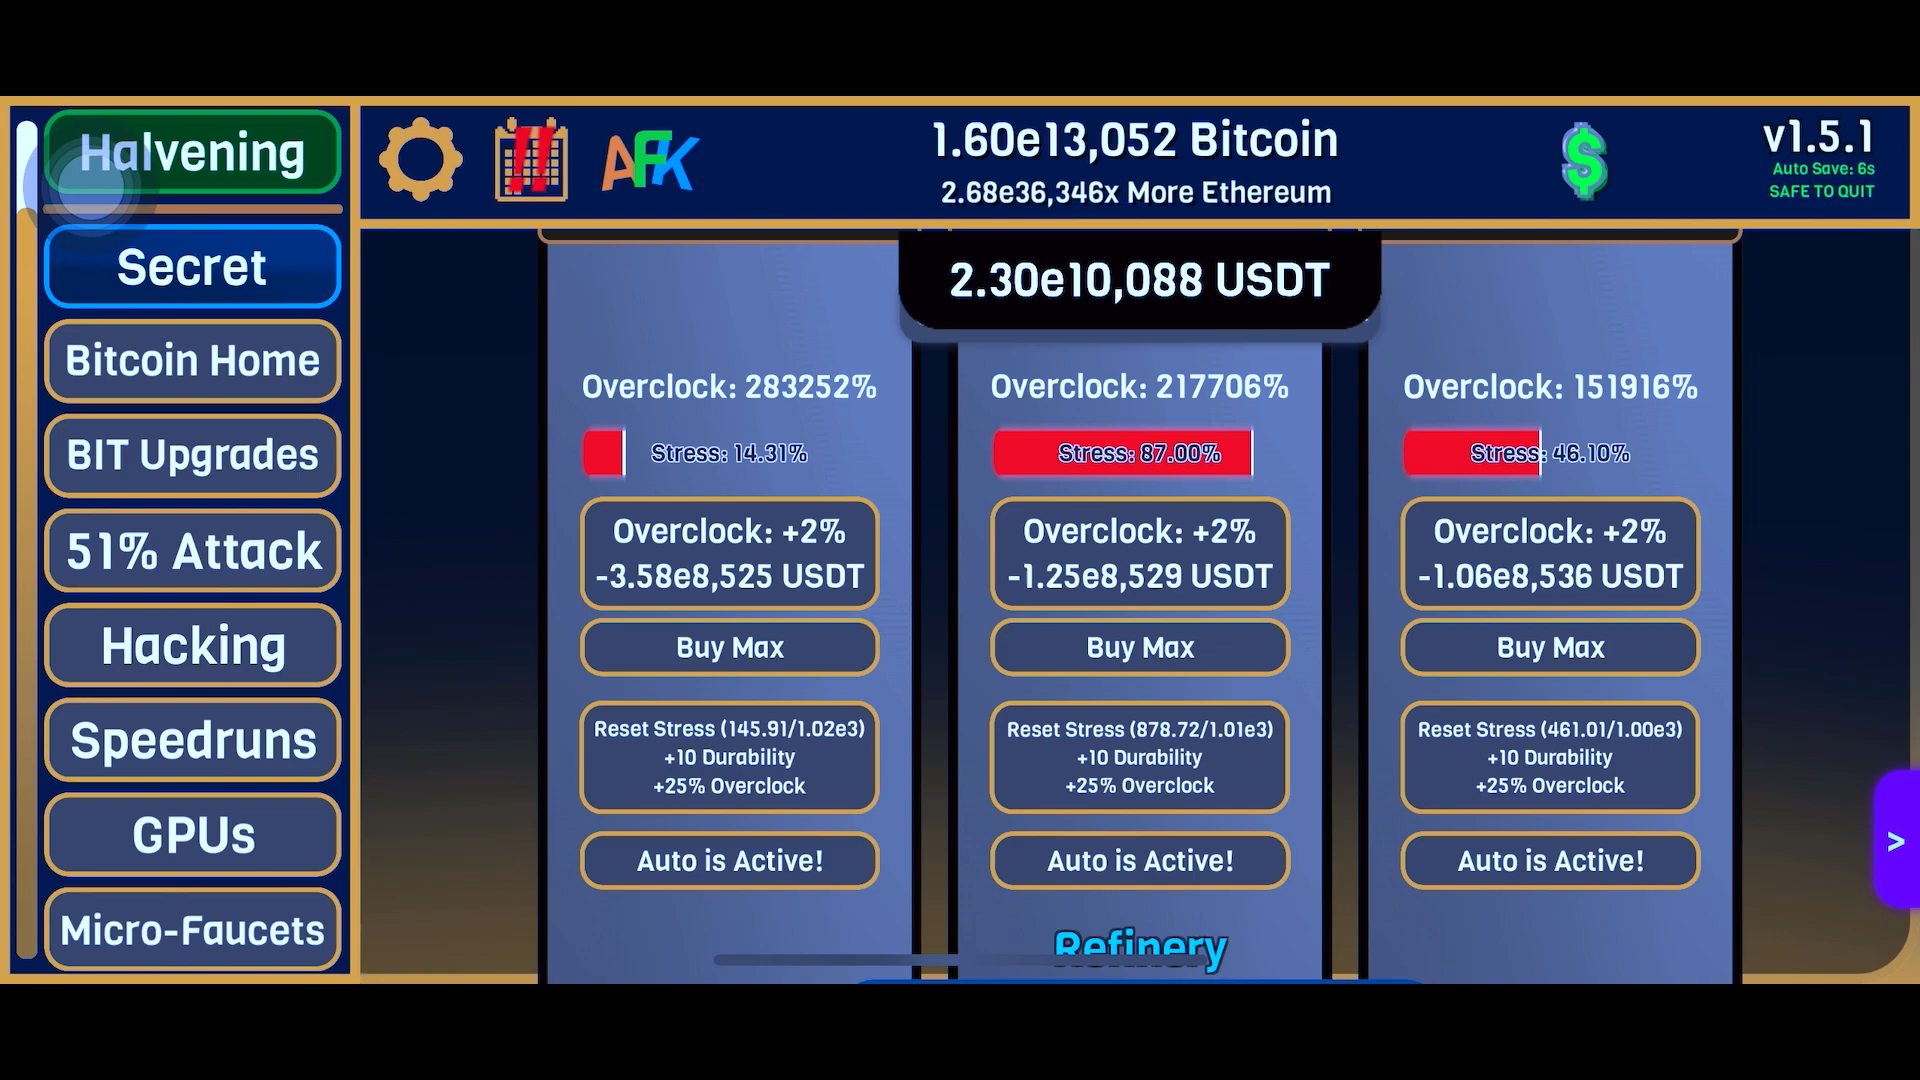 Halvening
Secret
Bitcoin Home
BIT Upgrades
51% Attack
Hacking
Speedruns
GPUs
Micro-Faucets
!!
AFK
1.60e13,052 Bitcoin
2.68e36,346x More Ethereum
$
v1.5.1
Auto Save: 6s
SAFE TO QUIT
2.30e10,088 USDT
Overclock: 283252%
Stress: 14.31%
Overclock: +2%
-3.58e8,525 USDT
Buy Max
Reset Stress (145.91/1.02e3)
+10 Durability
+25% Overclock
Auto is Active!
Overclock: 217706%
Stress: 87.00%
Overclock: +2%
-1.25e8,529 USDT
Buy Max
Reset Stress (878.72/1.01e3)
+10 Durability
+25% Overclock
Auto is Active!
Overclock: 151916%
Stress: 46.10%
Overclock: +2%
-1.06e8,536 USDT
Buy Max
Reset Stress (461.01/1.00e3)
+10 Durability
+25% Overclock
Auto is Active!
Refinery
>